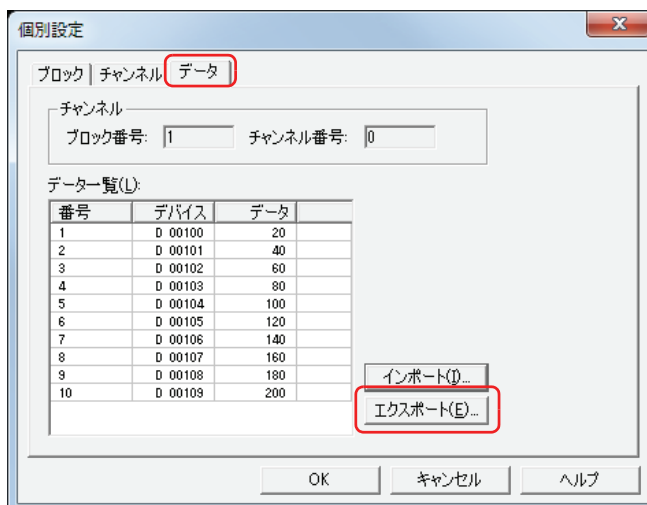 個別設定
ブロック チャンネル データ
チャンネル
ブロック番号: 1 チャンネル番号: 0
データ一覧(L):
番号 デバイス データ
1 D 00100 20
2 D 00101 40
3 D 00102 60
4 D 00103 80
5 D 00104 100
6 D 00105 120
7 D 00106 140
8 D 00107 160
9 D 00108 180
10 D 00109 200
インポート(I)...
エクスポート(E)...
OK キャンセル ヘルプ